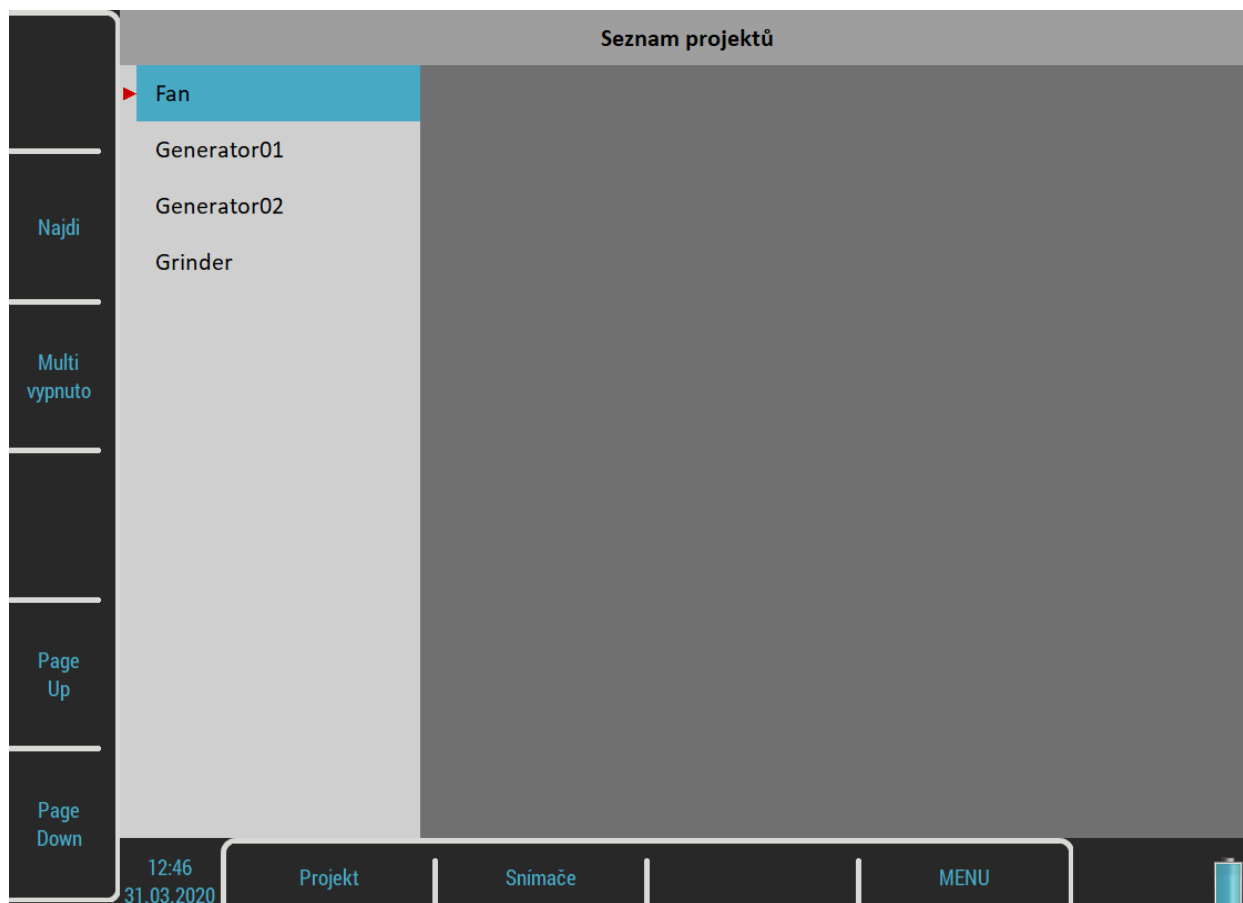 Seznam projektů
Fan
Generator01
Generator02
Grinder
Najdi
Multi
vypnuto
Page
Up
Page
Down
12:46
31.03.2020
Projekt
Snímače
MENU